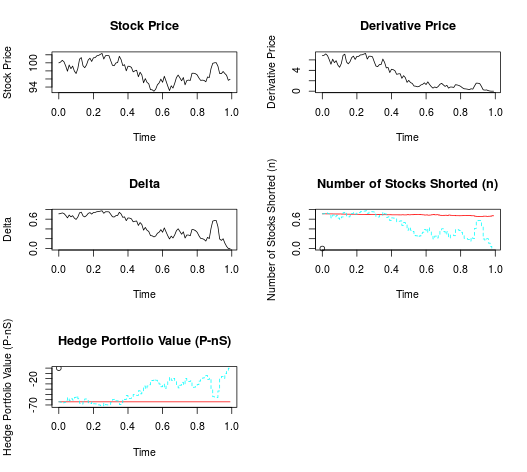 Stock Price
Stock Price
94
100
0.0 0.2 0.4 0.6 0.8 1.0
Time
Derivative Price
Derivative Price
0
4
0.0 0.2 0.4 0.6 0.8 1.0
Time
Delta
Delta
0.0
0.6
0.0 0.2 0.4 0.6 0.8 1.0
Time
Number of Stocks Shorted (n)
Number of Stocks Shorted (n)
0.0
0.6
0.0 0.2 0.4 0.6 0.8 1.0
Time
Hedge Portfolio Value (P-nS)
Hedge Portfolio Value (P-nS)
-70
-20
0.0 0.2 0.4 0.6 0.8 1.0
Time